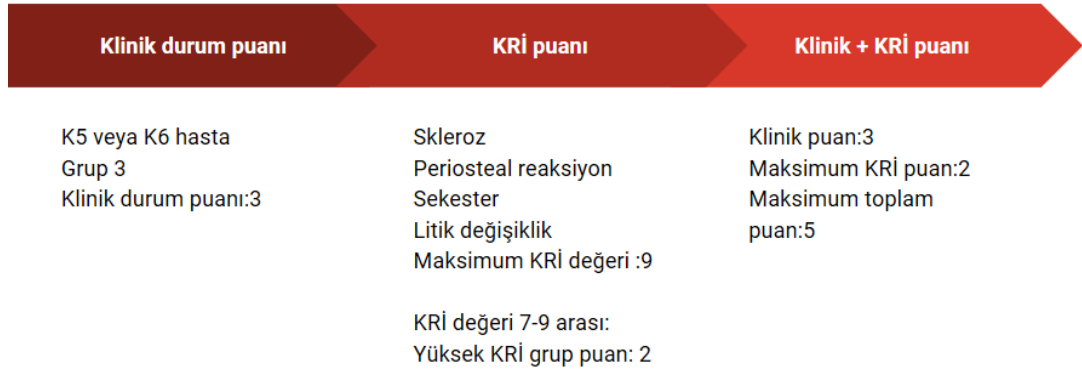 Klinik durum puanı
KRİ puanı
Klinik + KRİ puanı
K5 veya K6 hasta
Grup 3
Klinik durum puanı:3
Skleroz
Periosteal reaksiyon
Sekester
Litik değişiklik
Maksimum KRİ değeri :9
KRİ değeri 7-9 arası:
Yüksek KRİ grup puan: 2
Klinik puan:3
Maksimum KRİ puan:2
Maksimum toplam
puan:5